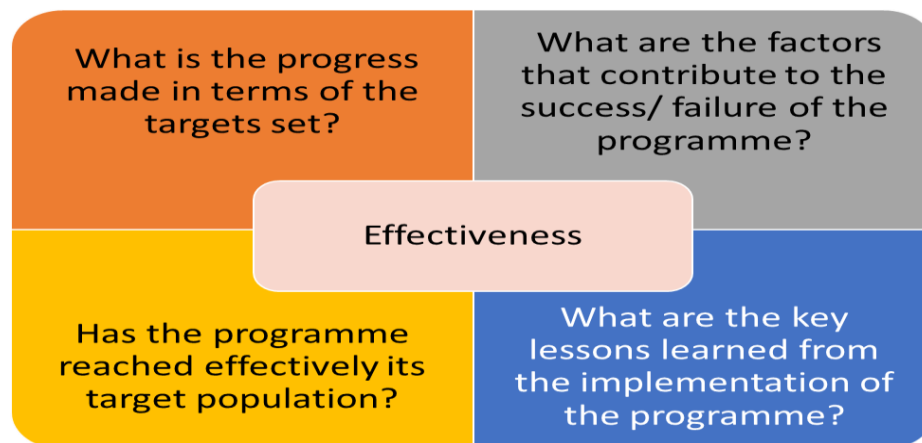 What is the progress
made in terms of the
targets set?
What are the factors
that contribute to the
success/ failure of the
programme?
Effectiveness
Has the programme
reached effectively its
target population?
What are the key
lessons learned from
the implementation of
the programme?